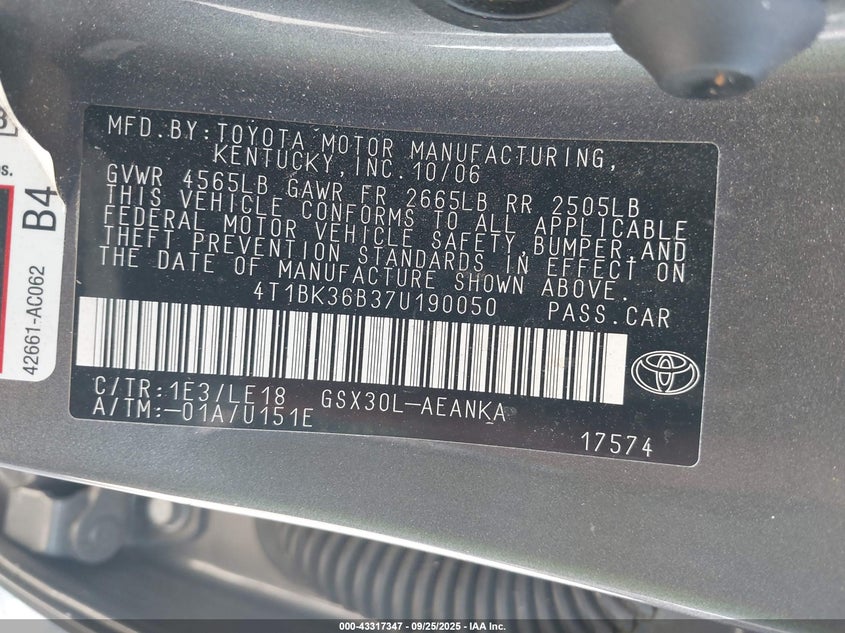 MFD.BY:TOYOTA MOTOR MANUFACTURING,
KENTUCKY,INC.10/06
GVWR 4565LB GAWR FR 2665LB RR 2505LB
THIS VEHICLE CONFORMS TO ALL APPLICABLE
FEDERAL MOTOR VEHICLE SAFETY,BUMPER,AND
THEFT PREVENTION STANDARDS IN EFFECT ON
THE DATE OF MANUFACTURE SHOWN ABOVE.
4T1BK36B37U190050 PASS.CAR
C/TR:1E3/LE18 GSX30L-AEANKA
A/TM:-01A/U151E
17574
B4
42661-AC062
000-43317347 - 09/25/2025 - IAA Inc.